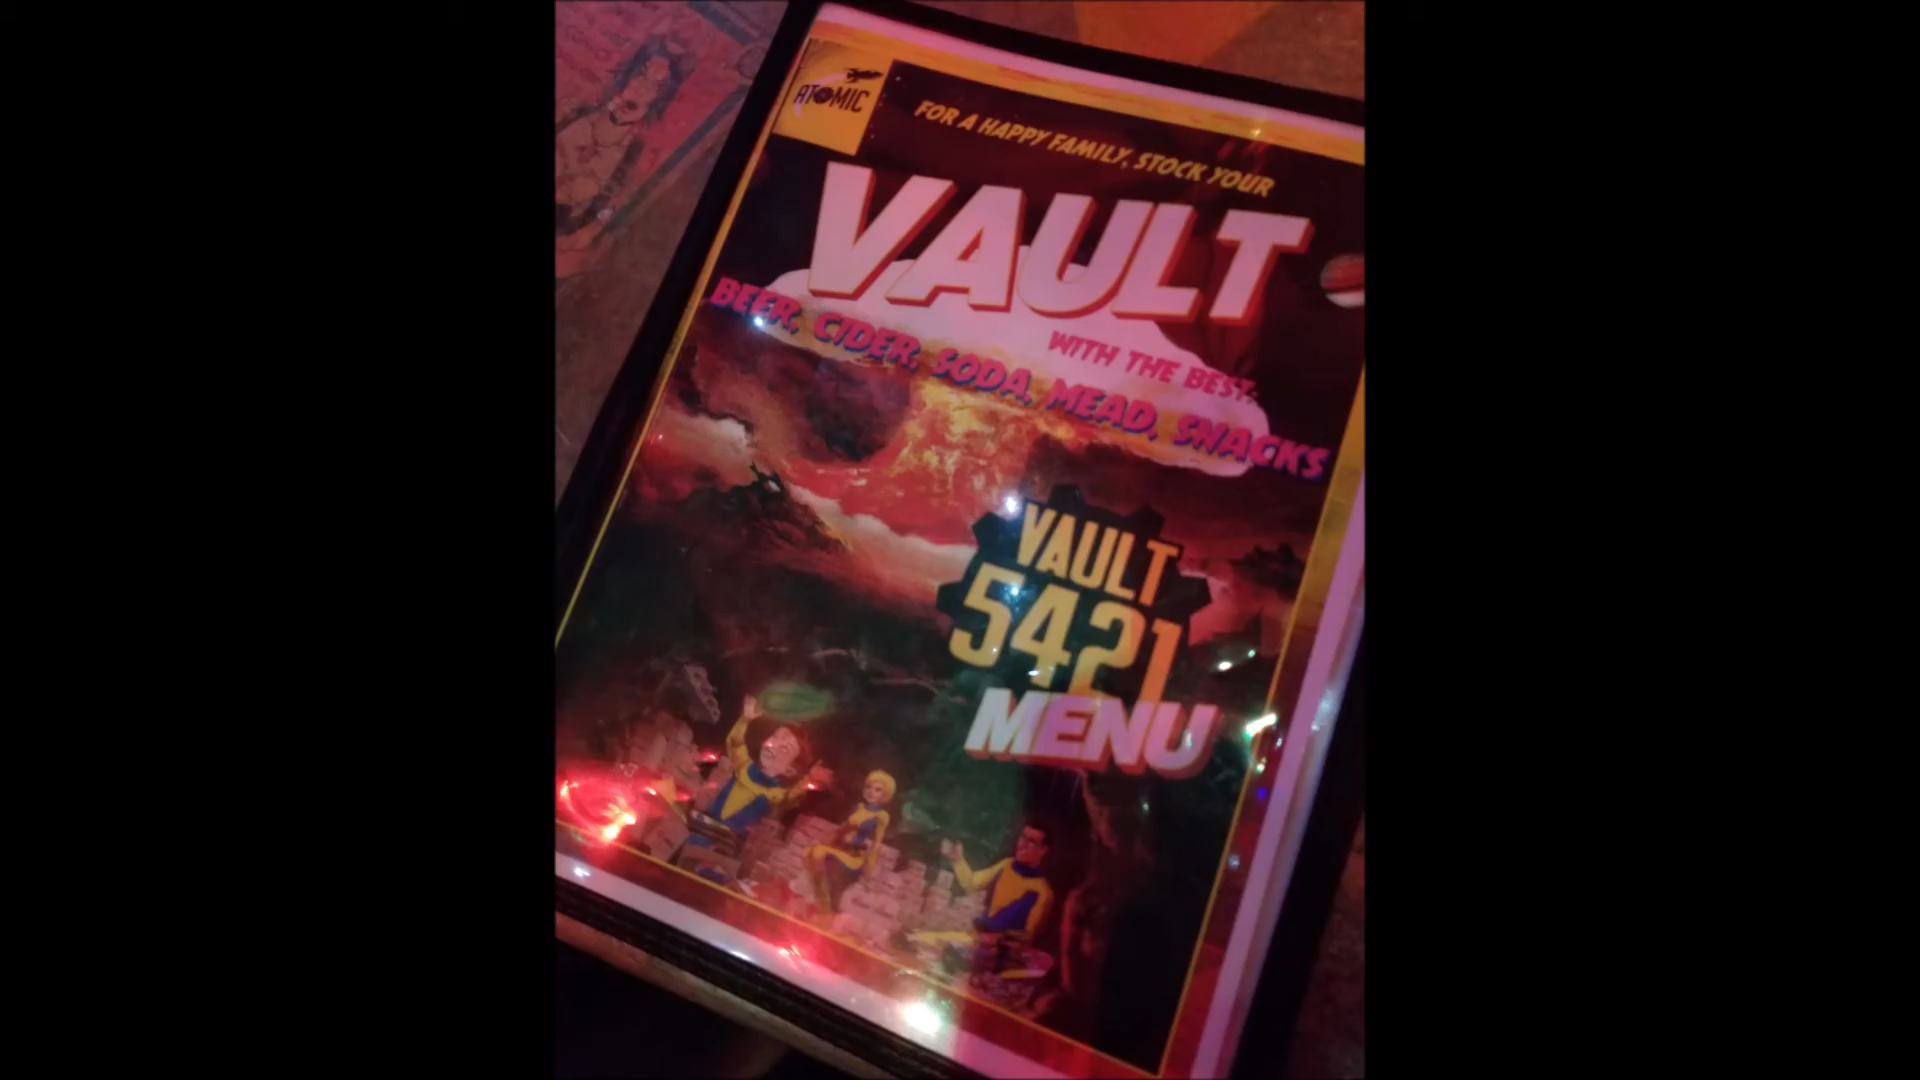 ATOMIC
FOR A HAPPY FAMILY, STOCK YOUR
VAULT
WITH THE BEST:
BEER, CIDER, SODA, MEAD, SNACKS
VAULT
5421
MENU